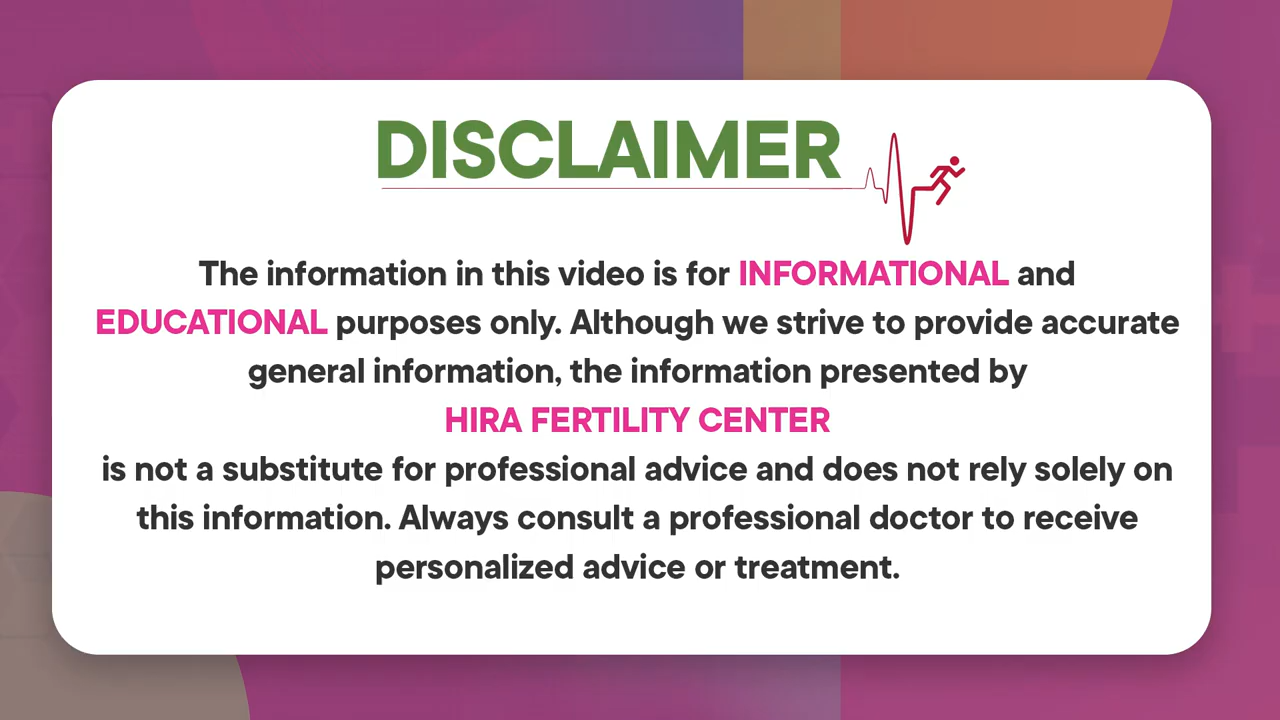 DISCLAIMER
The information in this video is for INFORMATIONAL and
EDUCATIONAL purposes only. Although we strive to provide accurate
general information, the information presented by
HIRA FERTILITY CENTER
is not a substitute for professional advice and does not rely solely on
this information. Always consult a professional doctor to receive
personalized advice or treatment.